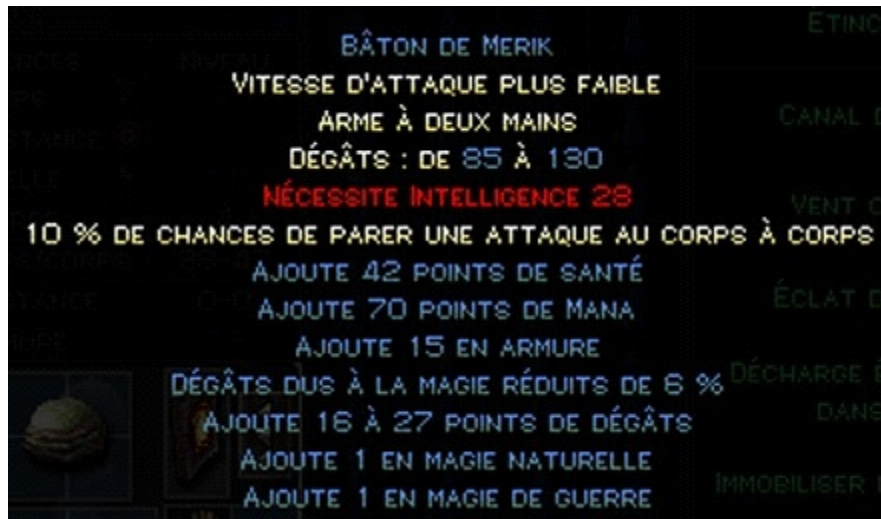 BÂTON DE MERIK
VITESSE D'ATTAQUE PLUS FAIBLE
ARME À DEUX MAINS
DÉGÂTS : DE 85 À 130
NÉCESSITE INTELLIGENCE 28
10 % DE CHANCES DE PARER UNE ATTAQUE AU CORPS À CORPS
AJOUTE 42 POINTS DE SANTÉ
AJOUTE 70 POINTS DE MANA
AJOUTE 15 EN ARMURE
DÉGÂTS DUS À LA MAGIE RÉDUITS DE 6 %
AJOUTE 16 À 27 POINTS DE DÉGÂTS
AJOUTE 1 EN MAGIE NATURELLE
AJOUTE 1 EN MAGIE DE GUERRE
CANAL
VENT
ÉCLAT
DÉCHARGE
DANS
IMMOBILISER